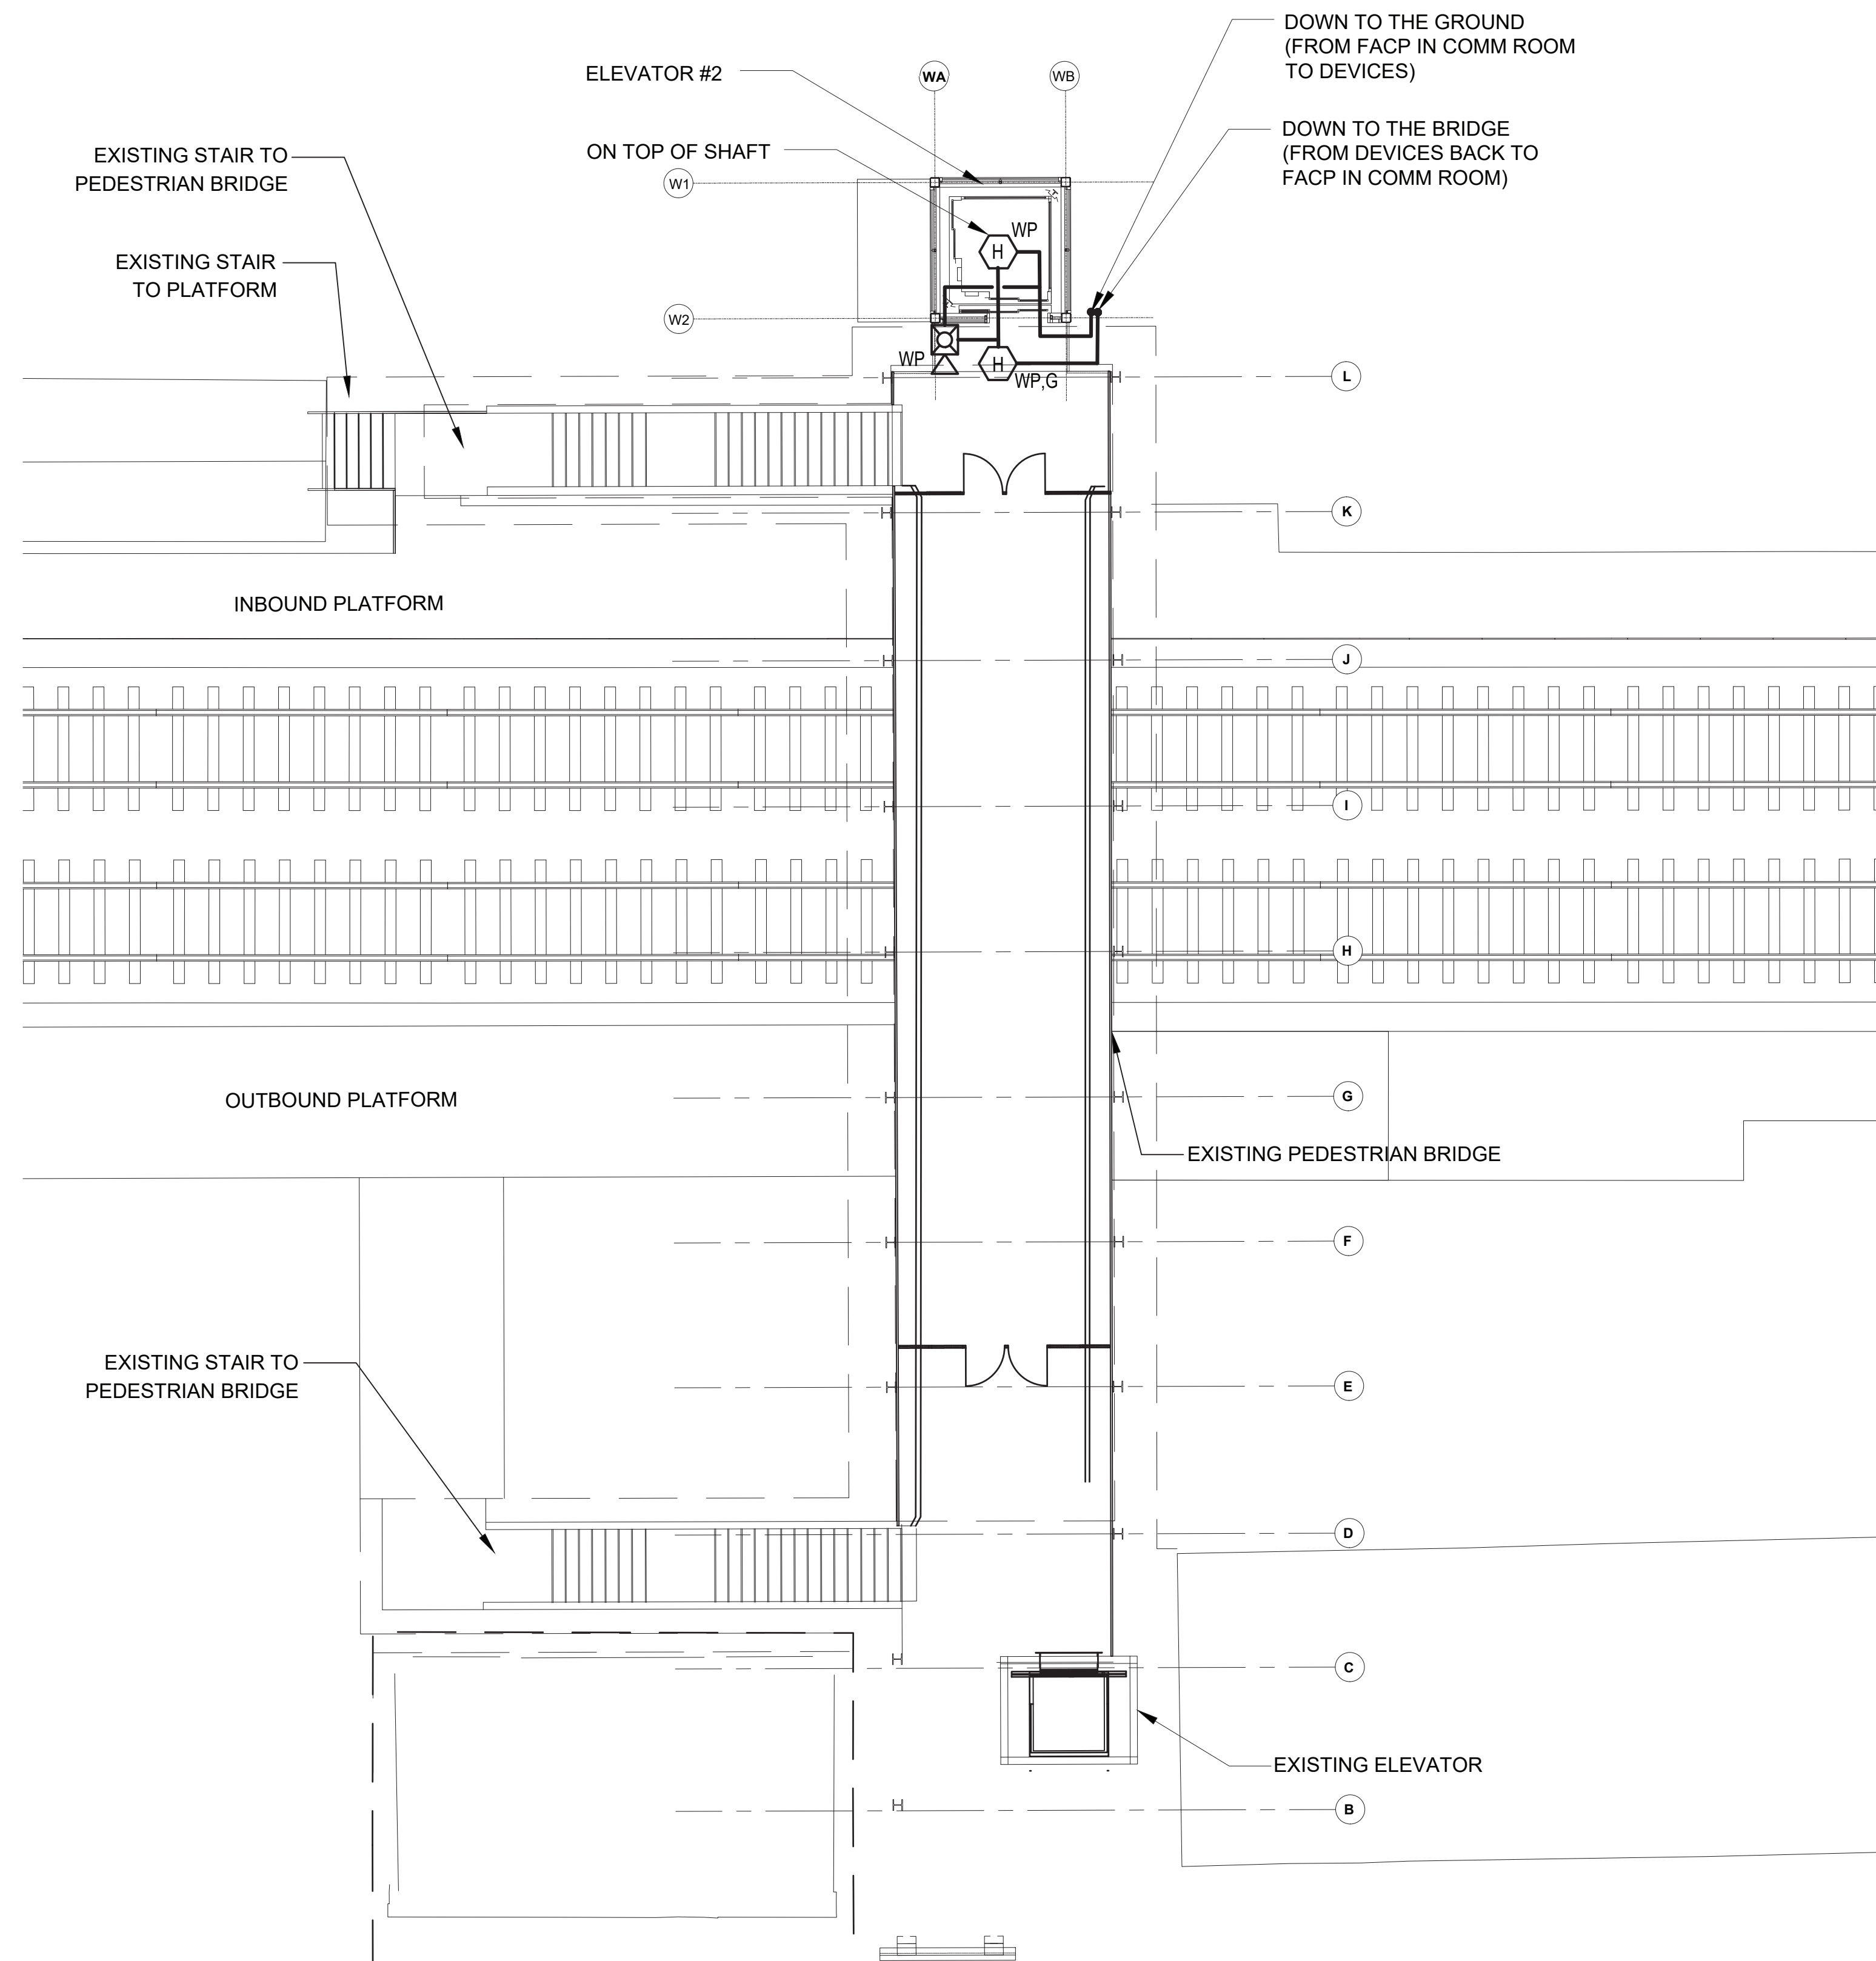 DOWN TO THE GROUND
(FROM FACP IN COMM ROOM
TO DEVICES)
ELEVATOR #2
WA
WB
DOWN TO THE BRIDGE
(FROM DEVICES BACK TO
FACP IN COMM ROOM)
ON TOP OF SHAFT
EXISTING STAIR TO
PEDESTRIAN BRIDGE
W1
WP
H
EXISTING STAIR
TO PLATFORM
W2
WP
H
WP,G
L
K
INBOUND PLATFORM
J
I
H
OUTBOUND PLATFORM
G
EXISTING PEDESTRIAN BRIDGE
F
EXISTING STAIR TO
PEDESTRIAN BRIDGE
E
D
C
EXISTING ELEVATOR
B